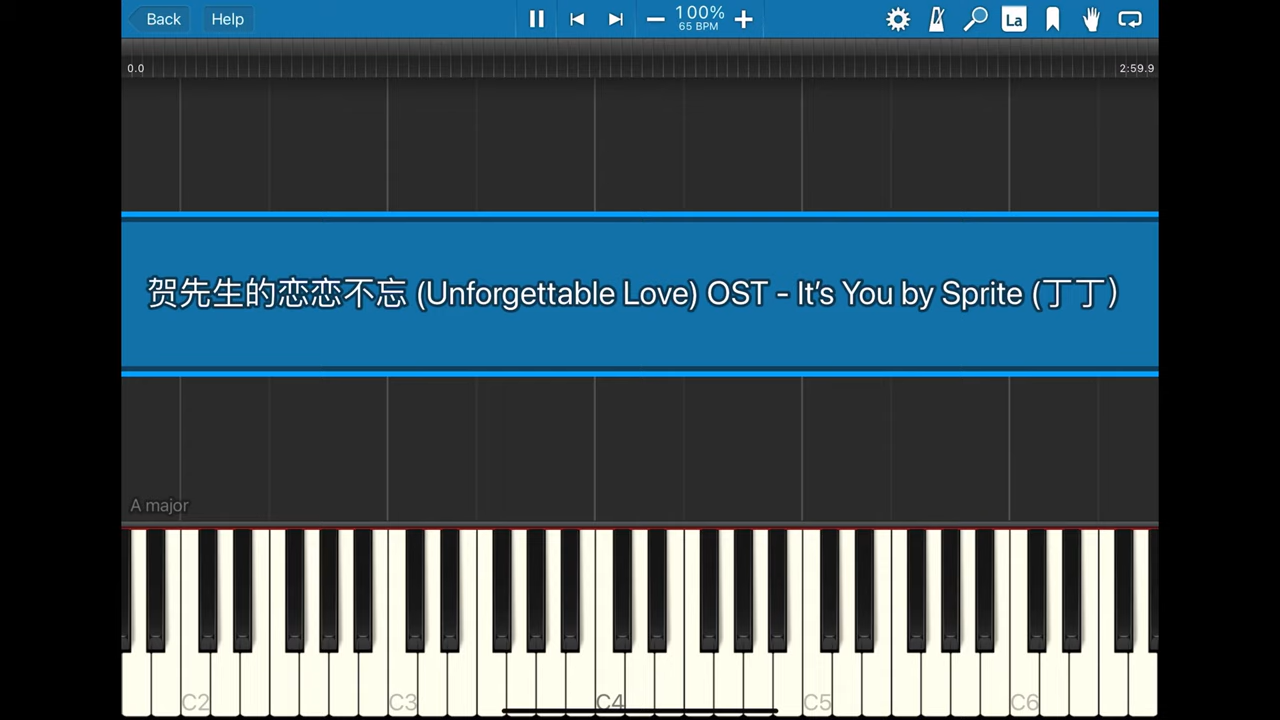 Back
Help
100%
65 BPM
La
0.0
2:59.9
贺先生的恋恋不忘 (Unforgettable Love) OST - It’s You by Sprite (丁丁）
A major
C2
C3
C4
C5
C6